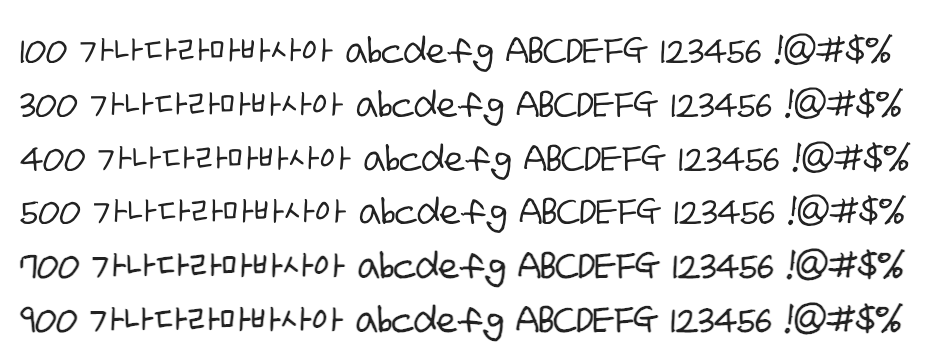 100 가나다라마바사아 abcdefg ABCDEFG 123456 !@#$%
300 가나다라마바사아 abcdefg ABCDEFG 123456 !@#$%
400 가나다라마바사아 abcdefg ABCDEFG 123456 !@#$%
500 가나다라마바사아 abcdefg ABCDEFG 123456 !@#$%
700 가나다라마바사아 abcdefg ABCDEFG 123456 !@#$%
900 가나다라마바사아 abcdefg ABCDEFG 123456 !@#$%